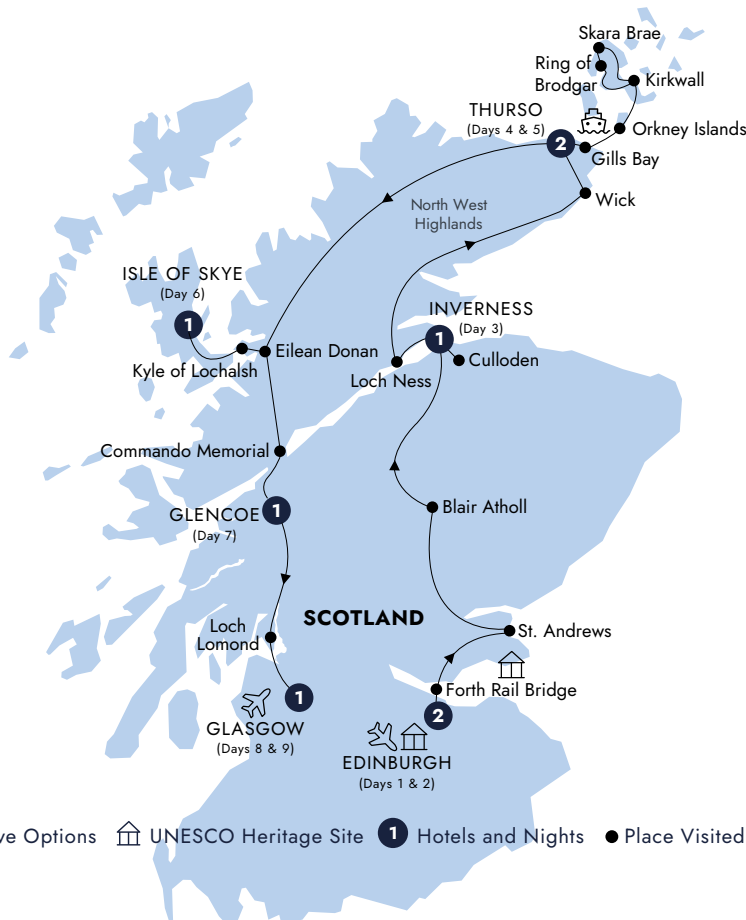 Skara Brae
Ring of
Brodgar
Kirkwall
THURSO
(Days 4 & 5)
2
Orkney Islands
Gills Bay
Wick
North West
Highlands
ISLE OF SKYE
(Day 6)
1
INVERNESS
(Day 3)
1
Eilean Donan
Culloden
Kyle of Lochalsh
Loch Ness
Commando Memorial
GLENCOE
1
(Day 7)
Blair Atholl
SCOTLAND
Loch
Lomond
St. Andrews
Forth Rail Bridge
1
2
GLASGOW
(Days 8 & 9)
EDINBURGH
(Days 1 & 2)
Options UNESCO Heritage Site 1 Hotels and Nights Place Visited